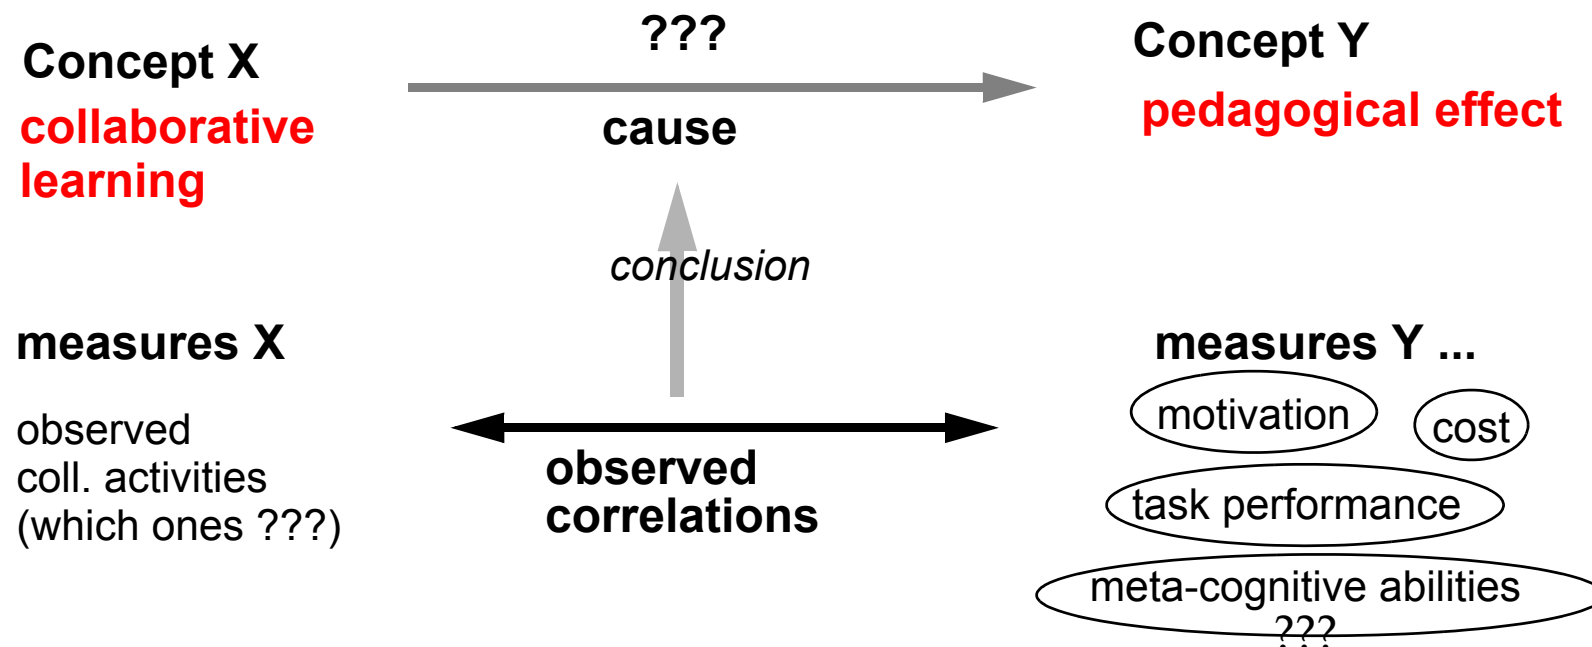 ???
Concept X
Concept Y
collaborative
learning
cause
pedagogical effect
conclusion
measures X
measures Y ...
observed
coll. activities
(which ones ???)
observed
correlations
motivation
cost
task performance
meta-cognitive abilities
???